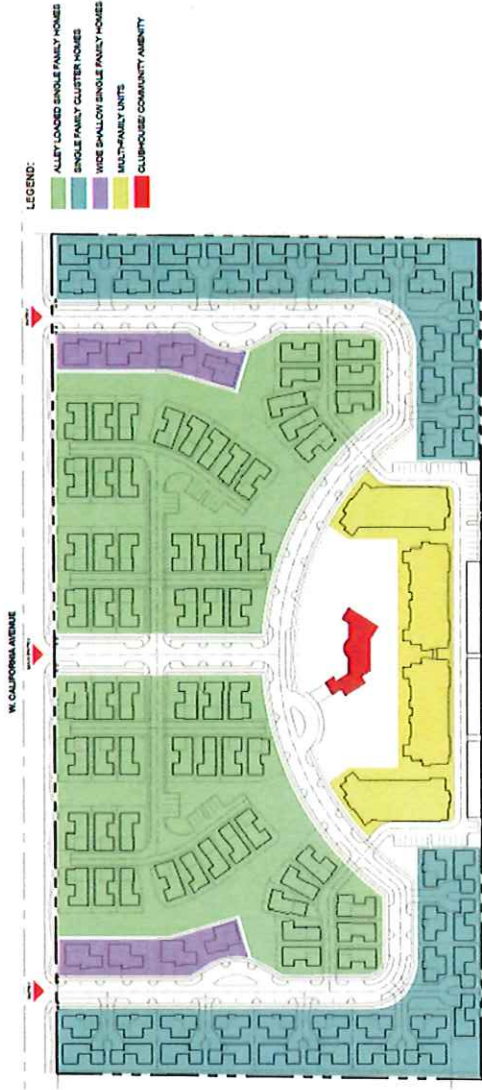 W. CALIFORNIA AVENUE
LEGEND:
ALLEY LOADED SINGLE FAMILY HOMES
SINGLE FAMILY CLUSTER HOMES
WIDE SHALLOW SINGLE FAMILY HOMES
MULTI-FAMILY UNITS
CLUBHOUSE/ COMMUNITY AMENITY